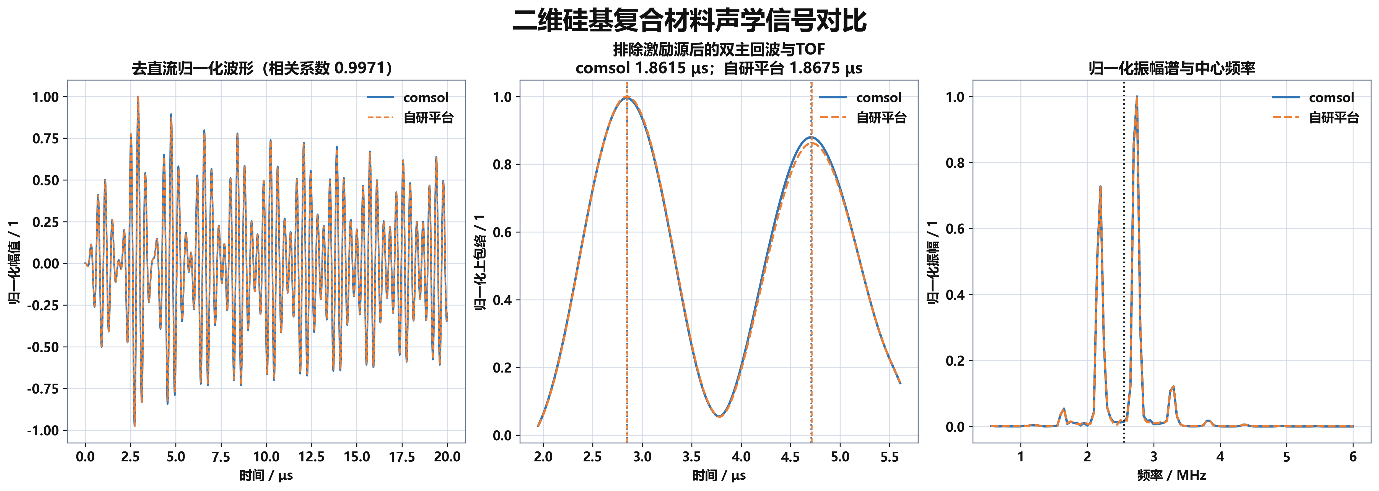 二维硅基复合材料声学信号对比
去直流归一化波形（相关系数 0.9971）
归一化幅值 / 1
1.00
0.75
0.50
0.25
0.00
-0.25
-0.50
-0.75
-1.00
comsol
自研平台
0.0 2.5 5.0 7.5 10.0 12.5 15.0 17.5 20.0
时间 / μs
排除激励源后的双主回波与TOF
comsol 1.8615 μs；自研平台 1.8675 μs
归一化上包络 / 1
1.0
0.8
0.6
0.4
0.2
0.0
comsol
自研平台
2.0 2.5 3.0 3.5 4.0 4.5 5.0 5.5
时间 / μs
归一化振幅谱与中心频率
归一化振幅 / 1
1.0
0.8
0.6
0.4
0.2
0.0
comsol
自研平台
1 2 3 4 5 6
频率 / MHz